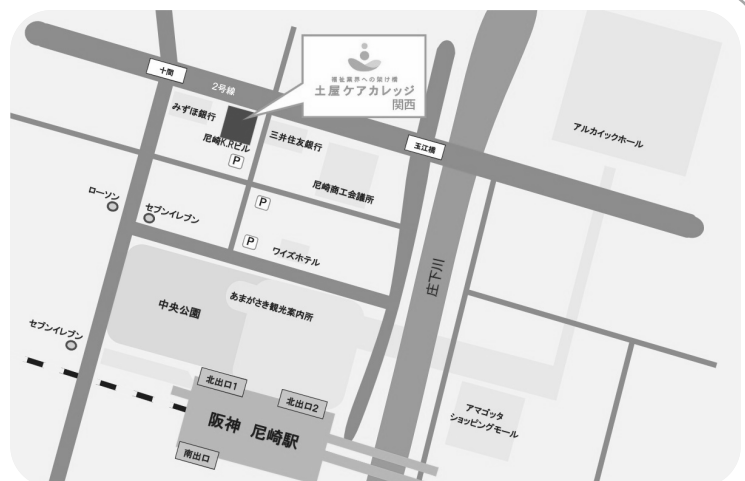 福祉業界への架け橋
土屋 ケアカレッジ
関西
十間
2号線
みずほ銀行
尼崎K.Rビル
P
三井住友銀行
玉江橋
アルカイックホール
尼崎商工会議所
ローソン
セブンイレブン
P
P
ワイズホテル
庄下川
中央公園
あまがさき観光案内所
セブンイレブン
北出口1
北出口2
阪神 尼崎駅
南出口
アマゴッタ
ショッピングモール